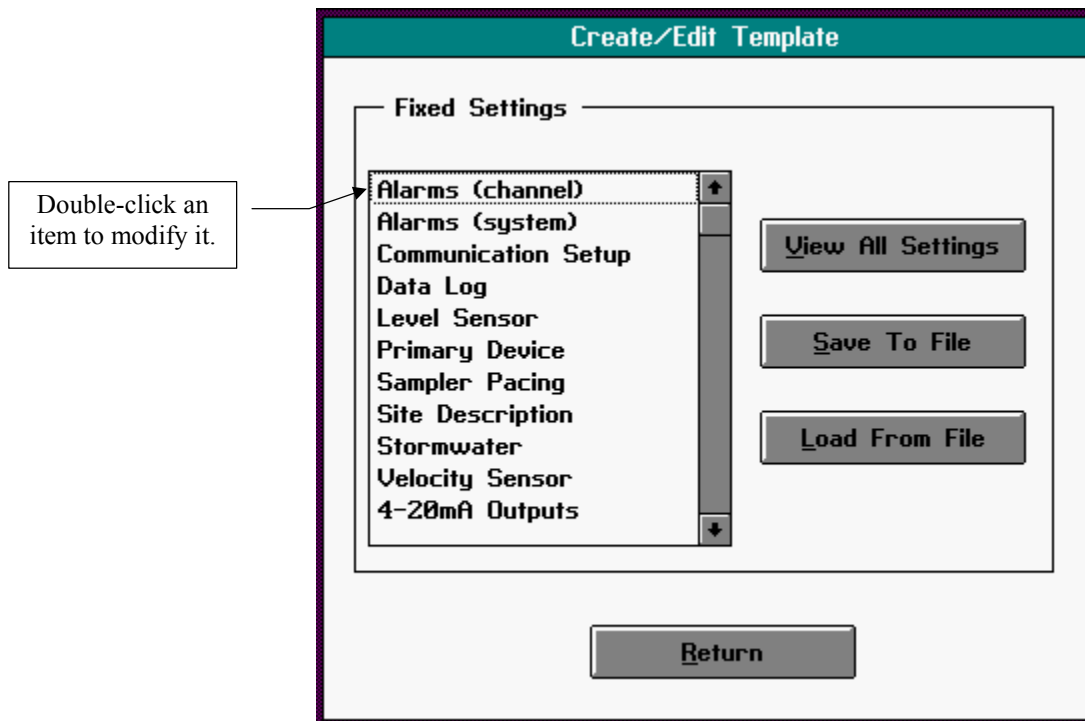 Create/Edit Template
Fixed Settings
Double-click an
item to modify it.
Alarms (channel)
Alarms (system)
Communication Setup
Data Log
Level Sensor
Primary Device
Sampler Pacing
Site Description
Stormwater
Velocity Sensor
4-20mA Outputs
View All Settings
Save To File
Load From File
Return